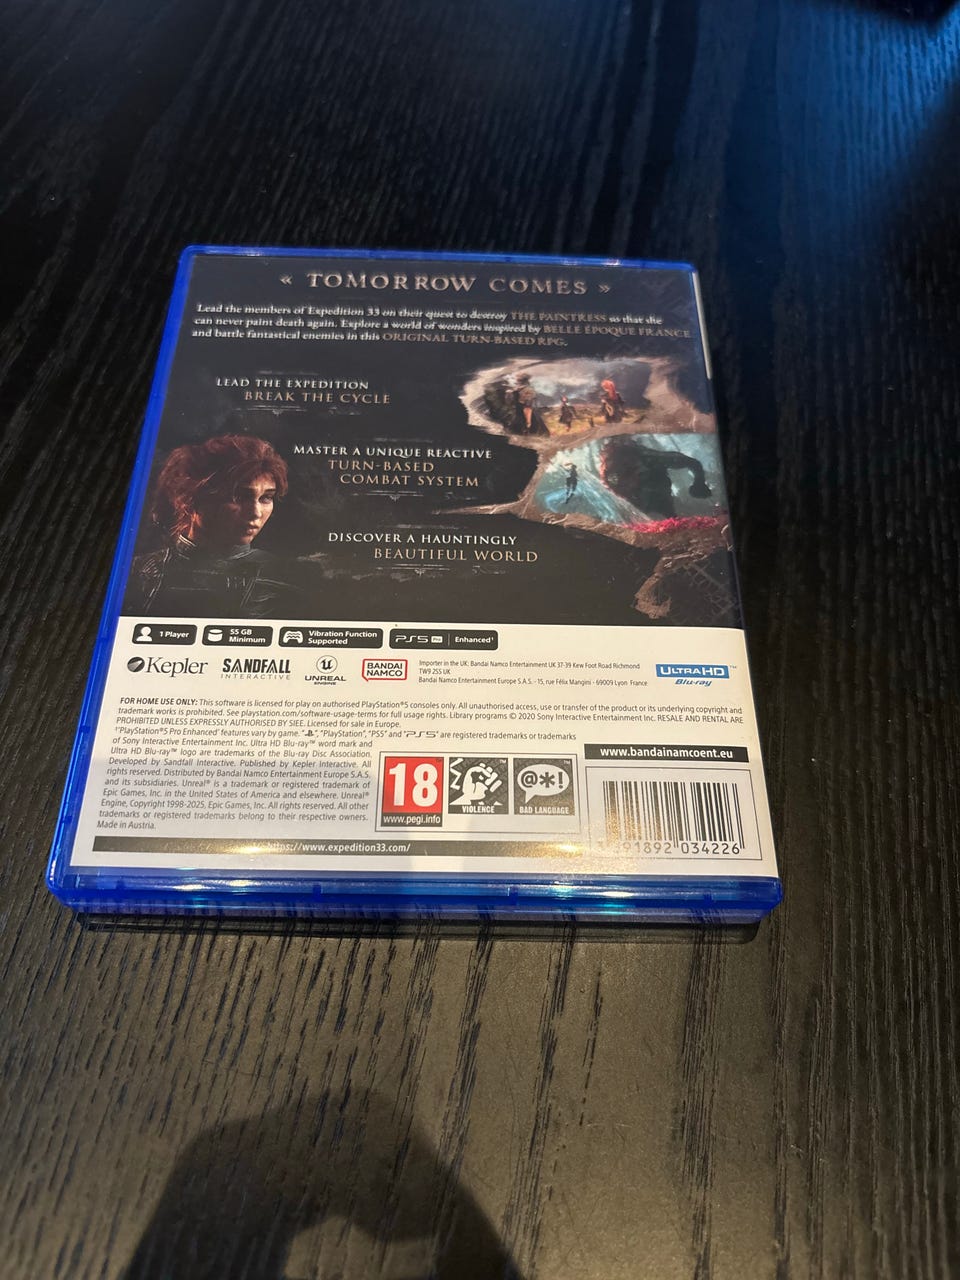 « TOMORROW COMES »
Lead the members of Expedition 33 on their quest to destroy THE PAINTRESS so that she
can never paint death again. Explore a world of wonders inspired by BELLE ÉPOQUE FRANCE
and battle fantastical enemies in this ORIGINAL TURN-BASED RPG.
LEAD THE EXPEDITION
BREAK THE CYCLE
MASTER A UNIQUE REACTIVE
TURN-BASED
COMBAT SYSTEM
DISCOVER A HAUNTINGLY
BEAUTIFUL WORLD
1 Player
55 GB
Minimum
Vibration Function
Supported
PS5 Pro Enhanced†
Kepler
SANDFALL
INTERACTIVE
UNREAL
ENGINE
BANDAI
NAMCO
Importer in the UK: Bandai Namco Entertainment UK 37-39 Kew Foot Road Richmond
TW9 2SS UK
Bandai Namco Entertainment S.A.S. - 15, rue Félix Mangini - 69009 Lyon France
ULTRA HD™
Blu-ray
FOR HOME USE ONLY: This software is licensed for play on authorised PlayStation®5 consoles only. All unauthorised access, use or transfer of the product or its underlying copyright and
trademark works is prohibited. See playstation.com/software-usage-terms for full usage rights. Library programs © 2020 Sony Interactive Entertainment Inc. RESALE AND RENTAL ARE
PROHIBITED UNLESS EXPRESSLY AUTHORISED BY SIEE. Licensed for sale in Europe.
†"PlayStation®5 Pro Enhanced" features vary by game. "PS", "PlayStation", "PS5" and "PS5" are registered trademarks or trademarks
of Sony Interactive Entertainment Inc. Ultra HD Blu-ray™ word mark and
Ultra HD Blu-ray™ logo are trademarks of the Blu-ray Disc Association.
Developed by Sandfall Interactive. Published by Kepler Interactive. All
rights reserved. Distributed by Bandai Namco Entertainment Europe S.A.S.
and its subsidiaries. Unreal® is a trademark or registered trademark of
Epic Games, Inc. in the United States of America and elsewhere. Unreal®
Engine, Copyright 1998-2025, Epic Games, Inc. All rights reserved. All other
trademarks or registered trademarks belong to their respective owners.
Made in Austria.
18
www.pegi.info
VIOLENCE
@*!
BAD LANGUAGE
www.bandainamcoent.eu
91892 034226
https://www.expedition33.com/